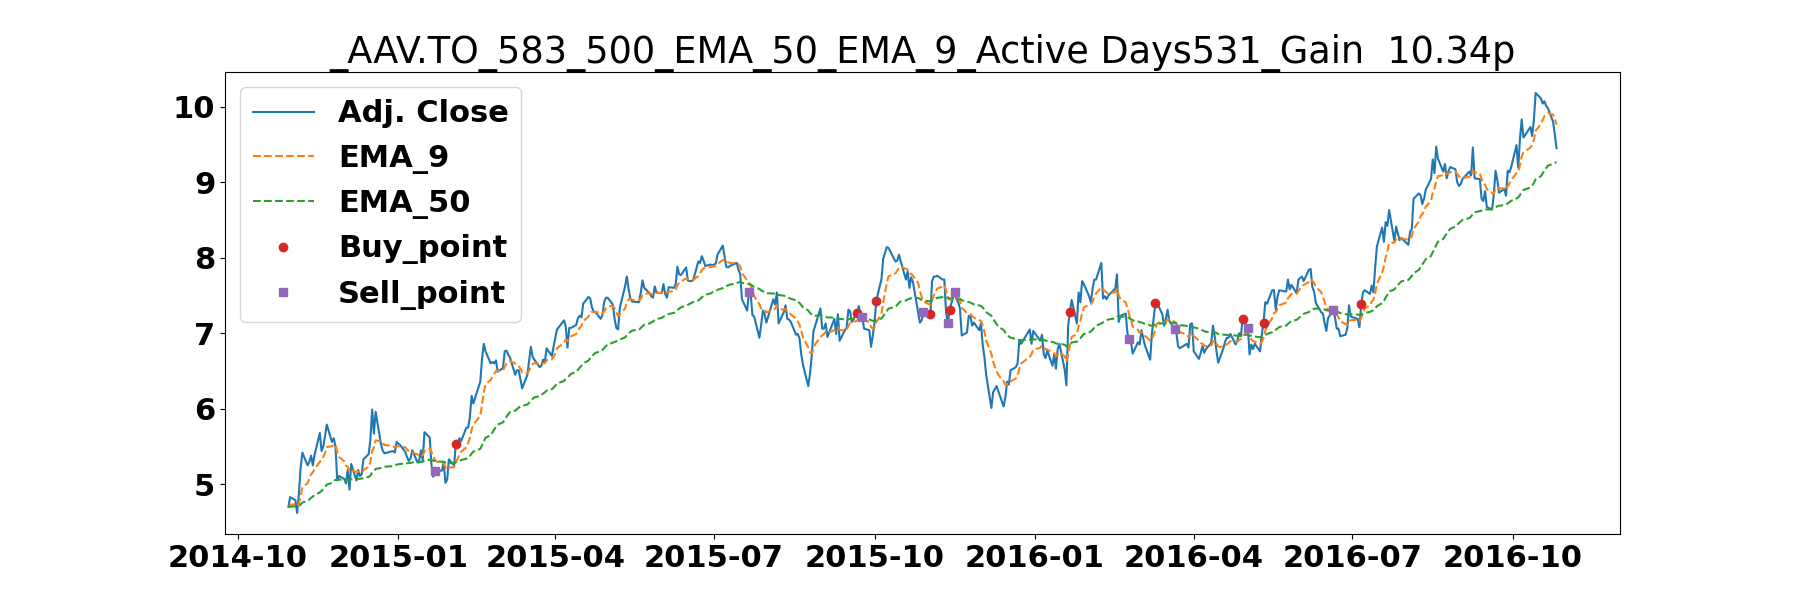 _AAV.TO_583_500_EMA_50_EMA_9_Active Days531_Gain  10.34p
Adj. Close
EMA_9
EMA_50
Buy_point
Sell_point
10
9
8
7
6
5
2014-10 2015-01 2015-04 2015-07 2015-10 2016-01 2016-04 2016-07 2016-10